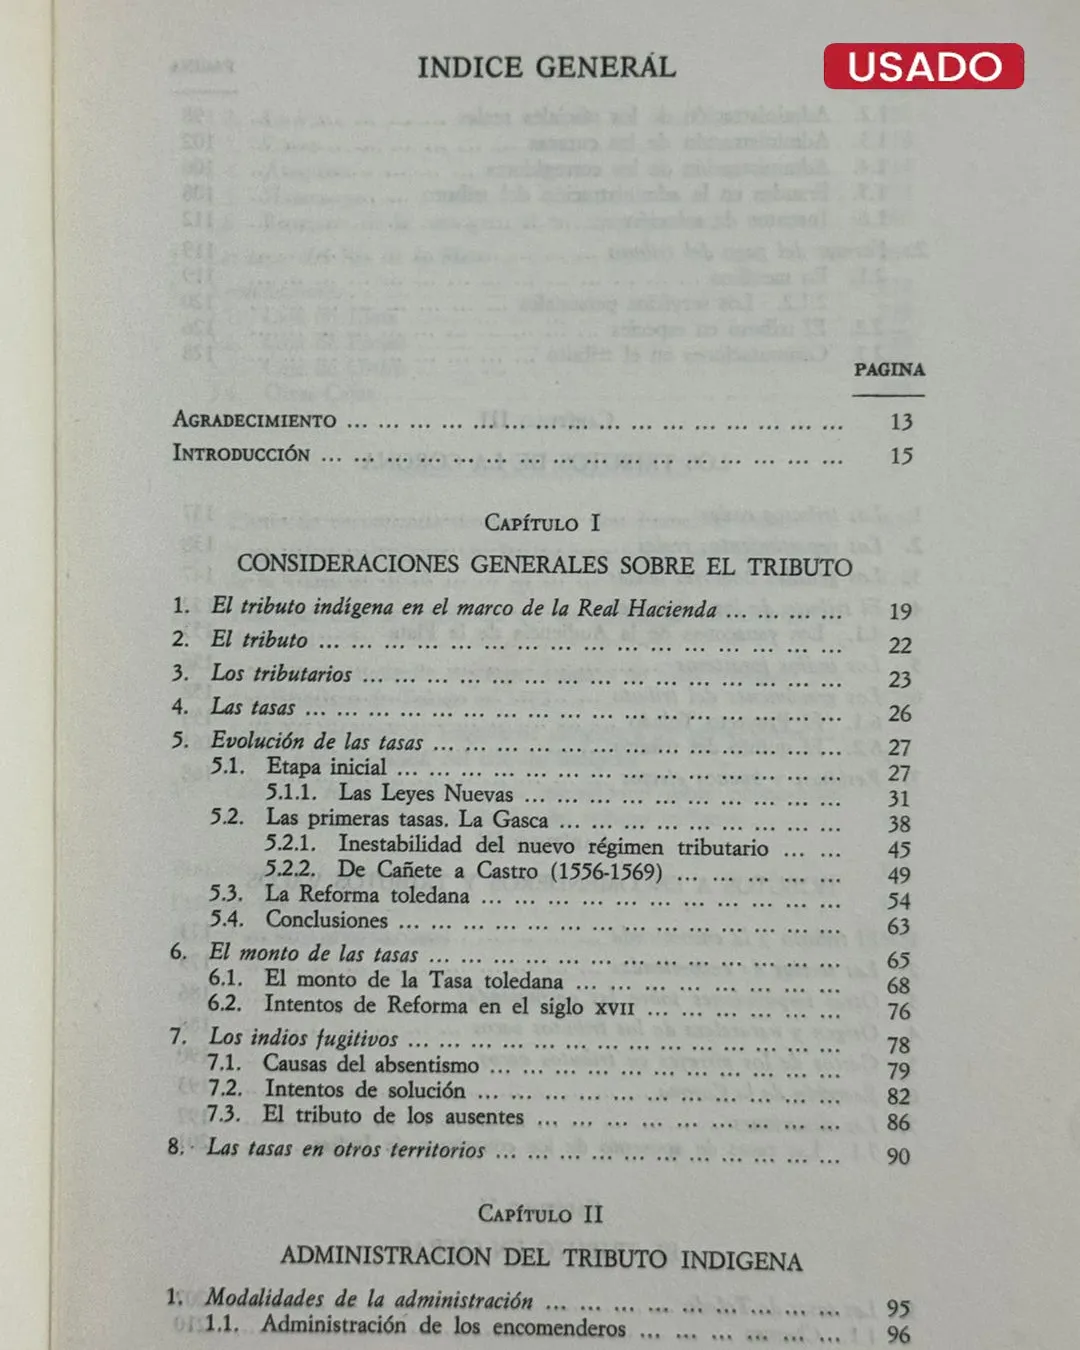 INDICE GENERÁL
USADO
PAGINA
AGRADECIMIENTO ... ... ... ... ... ... ... ... ... ... ... ... ... ... ... ... 13
INTRODUCCIÓN ... ... ... ... ... ... ... ... ... ... ... ... ... ... ... ... ... 15
CAPÍTULO I
CONSIDERACIONES GENERALES SOBRE EL TRIBUTO
1. El tributo indígena en el marco de la Real Hacienda ... ... ... ... 19
2. El tributo ... ... ... ... ... ... ... ... ... ... ... ... ... ... ... ... ... 22
3. Los tributarios ... ... ... ... ... ... ... ... ... ... ... ... ... ... ... 23
4. Las tasas ... ... ... ... ... ... ... ... ... ... ... ... ... ... ... ... ... 26
5. Evolución de las tasas ... ... ... ... ... ... ... ... ... ... ... ... ... 27
5.1. Etapa inicial ... ... ... ... ... ... ... ... ... ... ... ... ... ... 27
5.1.1. Las Leyes Nuevas ... ... ... ... ... ... ... ... ... ... 31
5.2. Las primeras tasas. La Gasca ... ... ... ... ... ... ... ... ... 38
5.2.1. Inestabilidad del nuevo régimen tributario ... ... 45
5.2.2. De Cañete a Castro (1556-1569) ... ... ... ... ... 49
5.3. La Reforma toledana ... ... ... ... ... ... ... ... ... ... ... 54
5.4. Conclusiones ... ... ... ... ... ... ... ... ... ... ... ... ... ... 63
6. El monto de las tasas ... ... ... ... ... ... ... ... ... ... ... ... ... 65
6.1. El monto de la Tasa toledana ... ... ... ... ... ... ... ... 68
6.2. Intentos de Reforma en el siglo XVII ... ... ... ... ... ... 76
7. Los indios fugitivos ... ... ... ... ... ... ... ... ... ... ... ... ... 78
7.1. Causas del absentismo ... ... ... ... ... ... ... ... ... ... 79
7.2. Intentos de solución ... ... ... ... ... ... ... ... ... ... ... 82
7.3. El tributo de los ausentes ... ... ... ... ... ... ... ... ... 86
8. Las tasas en otros territorios ... ... ... ... ... ... ... ... ... ... 90
CAPÍTULO II
ADMINISTRACION DEL TRIBUTO INDIGENA
1. Modalidades de la administración ... ... ... ... ... ... ... ... ... 95
1.1. Administración de los encomenderos ... ... ... ... ... ... 96